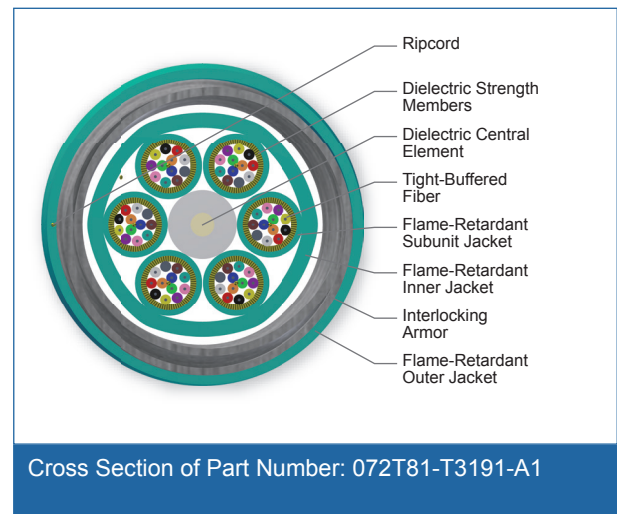 Ripcord
Dielectric Strength
Members
Dielectric Central
Element
Tight-Buffered
Fiber
Flame-Retardant
Subunit Jacket
Flame-Retardant
Inner Jacket
Interlocking
Armor
Flame-Retardant
Outer Jacket
Cross Section of Part Number: 072T81-T3191-A1